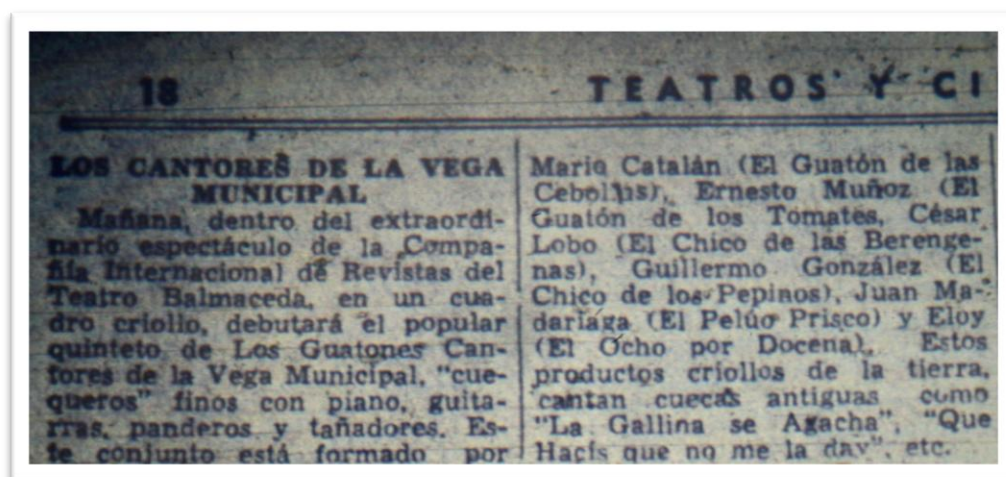 18
TEATROS Y CI
LOS CANTORES DE LA VEGA
MUNICIPAL
Mañana, dentro del extraordi-
nario espectáculo de la Compa-
ñía Internacional de Revistas del
Teatro Balmaceda, en un cua-
dro criollo, debutará el popular
quinteto de Los Guatones Can-
tores de la Vega Municipal, "cue-
queros" finos con piano, guita-
rras, panderos y tañadores. Es-
te conjunto está formado por
Mario Catalán (El Guatón de las
Cebollas), Ernesto Muñoz (El
Guatón de los Tomates, César
Lobo (El Chico de las Berenge-
nas), Guillermo González (El
Chico de los Pepinos), Juan Ma-
dariaga (El Pelúo Prisco) y Eloy
(El Ocho por Docena). Estos
productos criollos de la tierra,
cantan cuecas antiguas como
"La Gallina se Agacha", "Que
Hacís que no me la day", etc.